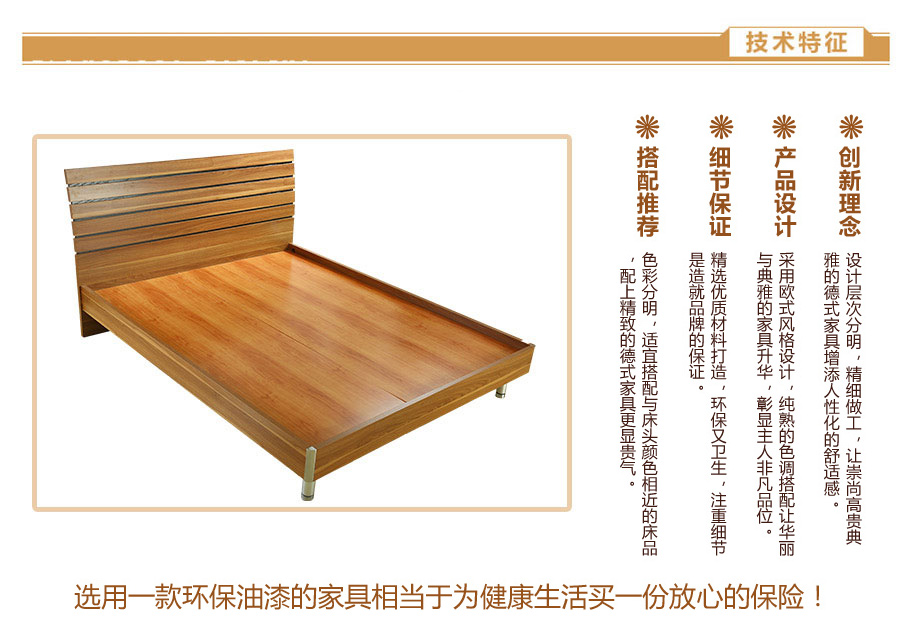 技术特征
创新理念
设计层次分明，精细做工，让崇尚高贵典
雅的德式家具增添人性化的舒适感。
产品设计
采用欧式风格设计，纯熟的色调搭配让华丽
与典雅的家具升华，彰显主人非凡品位。
细节保证
精选优质材料打造，环保又卫生，注重细节
是造就品牌的保证。
搭配推荐
色彩分明，适宜搭配与床头颜色相近的床品
，配上精致的德式家具更显贵气。
选用一款环保油漆的家具相当于为健康生活买一份放心的保险！